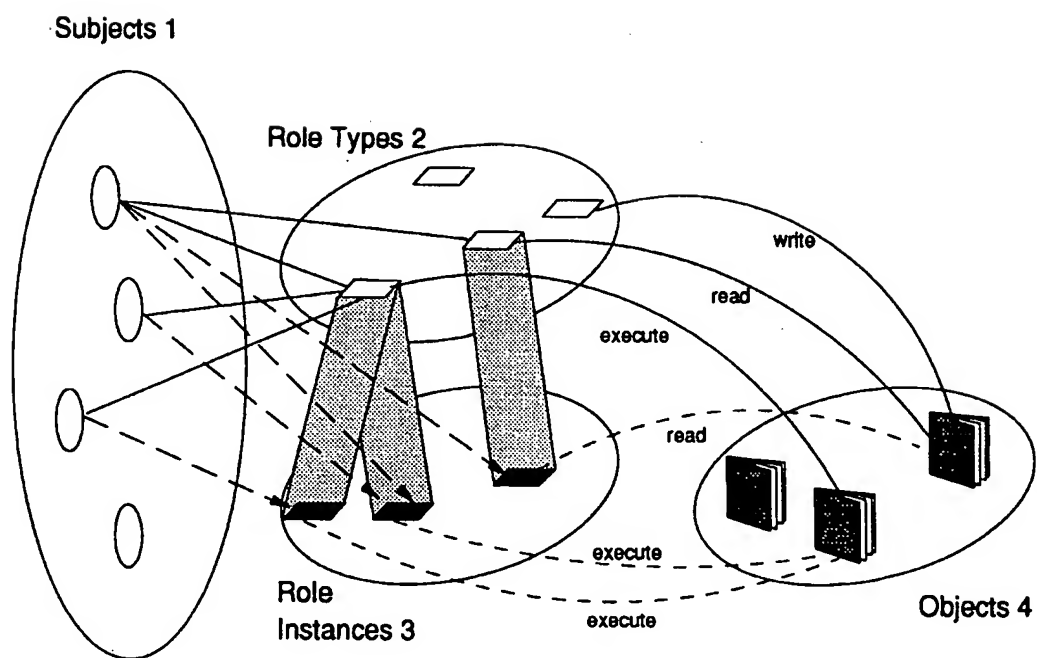 Subjects 1
Role Types 2
write
read
execute
read
execute
execute
Role
Instances 3
Objects 4